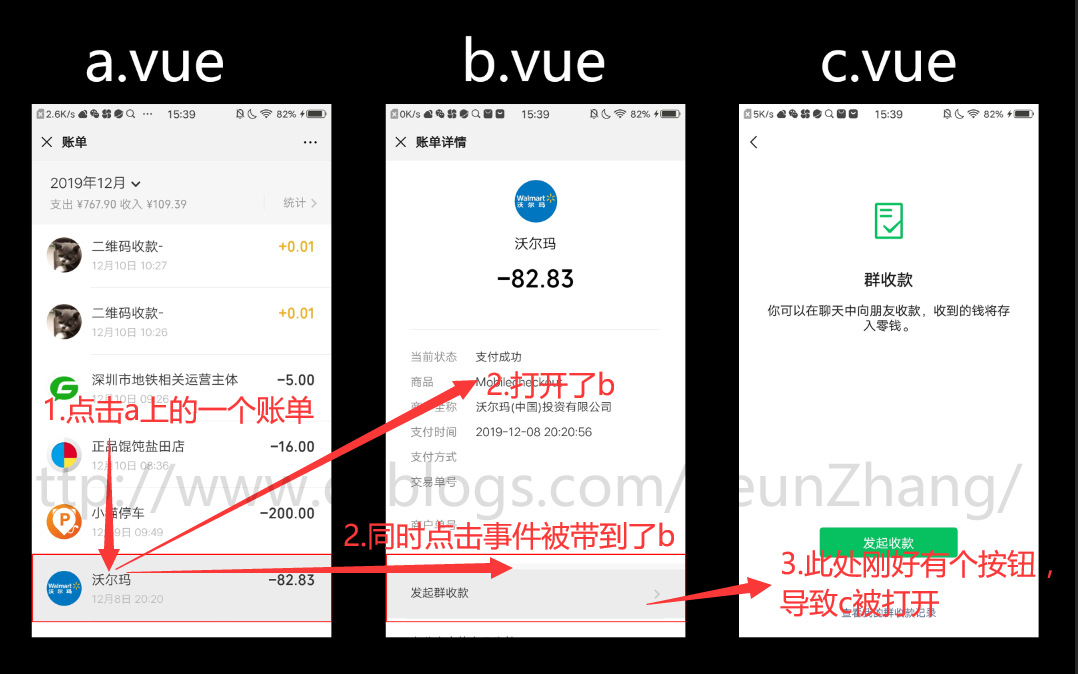 a.vue
b.vue
c.vue
2.6K/s
15:39
82%
账单
2019年12月
支出 ¥767.90 收入 ¥109.39
统计
二维码收款-
+0.01
12月10日 10:27
二维码收款-
+0.01
12月10日 10:26
深圳市地铁相关运营主体
-5.00
12月10日 09:26
1.点击a上的一个账单
正品馄饨盐田店
-16.00
12月10日 08:36
小猫停车
-200.00
12月9日 09:49
Walmart
沃尔玛
沃尔玛
-82.83
12月8日 20:20
0K/s
15:39
82%
账单详情
Walmart
沃尔玛
沃尔玛
-82.83
当前状态 支付成功
商品 Mobilecheckout
2.打开了b
商户全称 沃尔玛(中国)投资有限公司
支付时间 2019-12-08 20:20:56
支付方式
交易单号
商户单号
2.同时点击事件被带到了b
发起群收款
5K/s
15:39
82%
群收款
你可以在聊天中向朋友收款，收到的钱将存
入零钱。
发起收款
3.此处刚好有个按钮，
导致c被打开
查看我的群收款记录